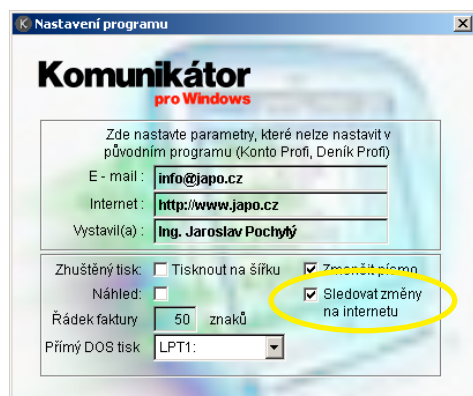 Nastavení programu
Komunikátor
pro Windows
Zde nastavte parametry, které nelze nastavit v
původním programu (Konto Profi, Deník Profi)
E - mail : info@japo.cz
Internet : http://www.japo.cz
Vystavil(a) : Ing. Jaroslav Pochylý
Zhuštěný tisk: Tisknout na šířku Zmenšit písmo
Náhled: Sledovat změny
na internetu
Řádek faktury 50 znaků
Přímý DOS tisk LPT1: